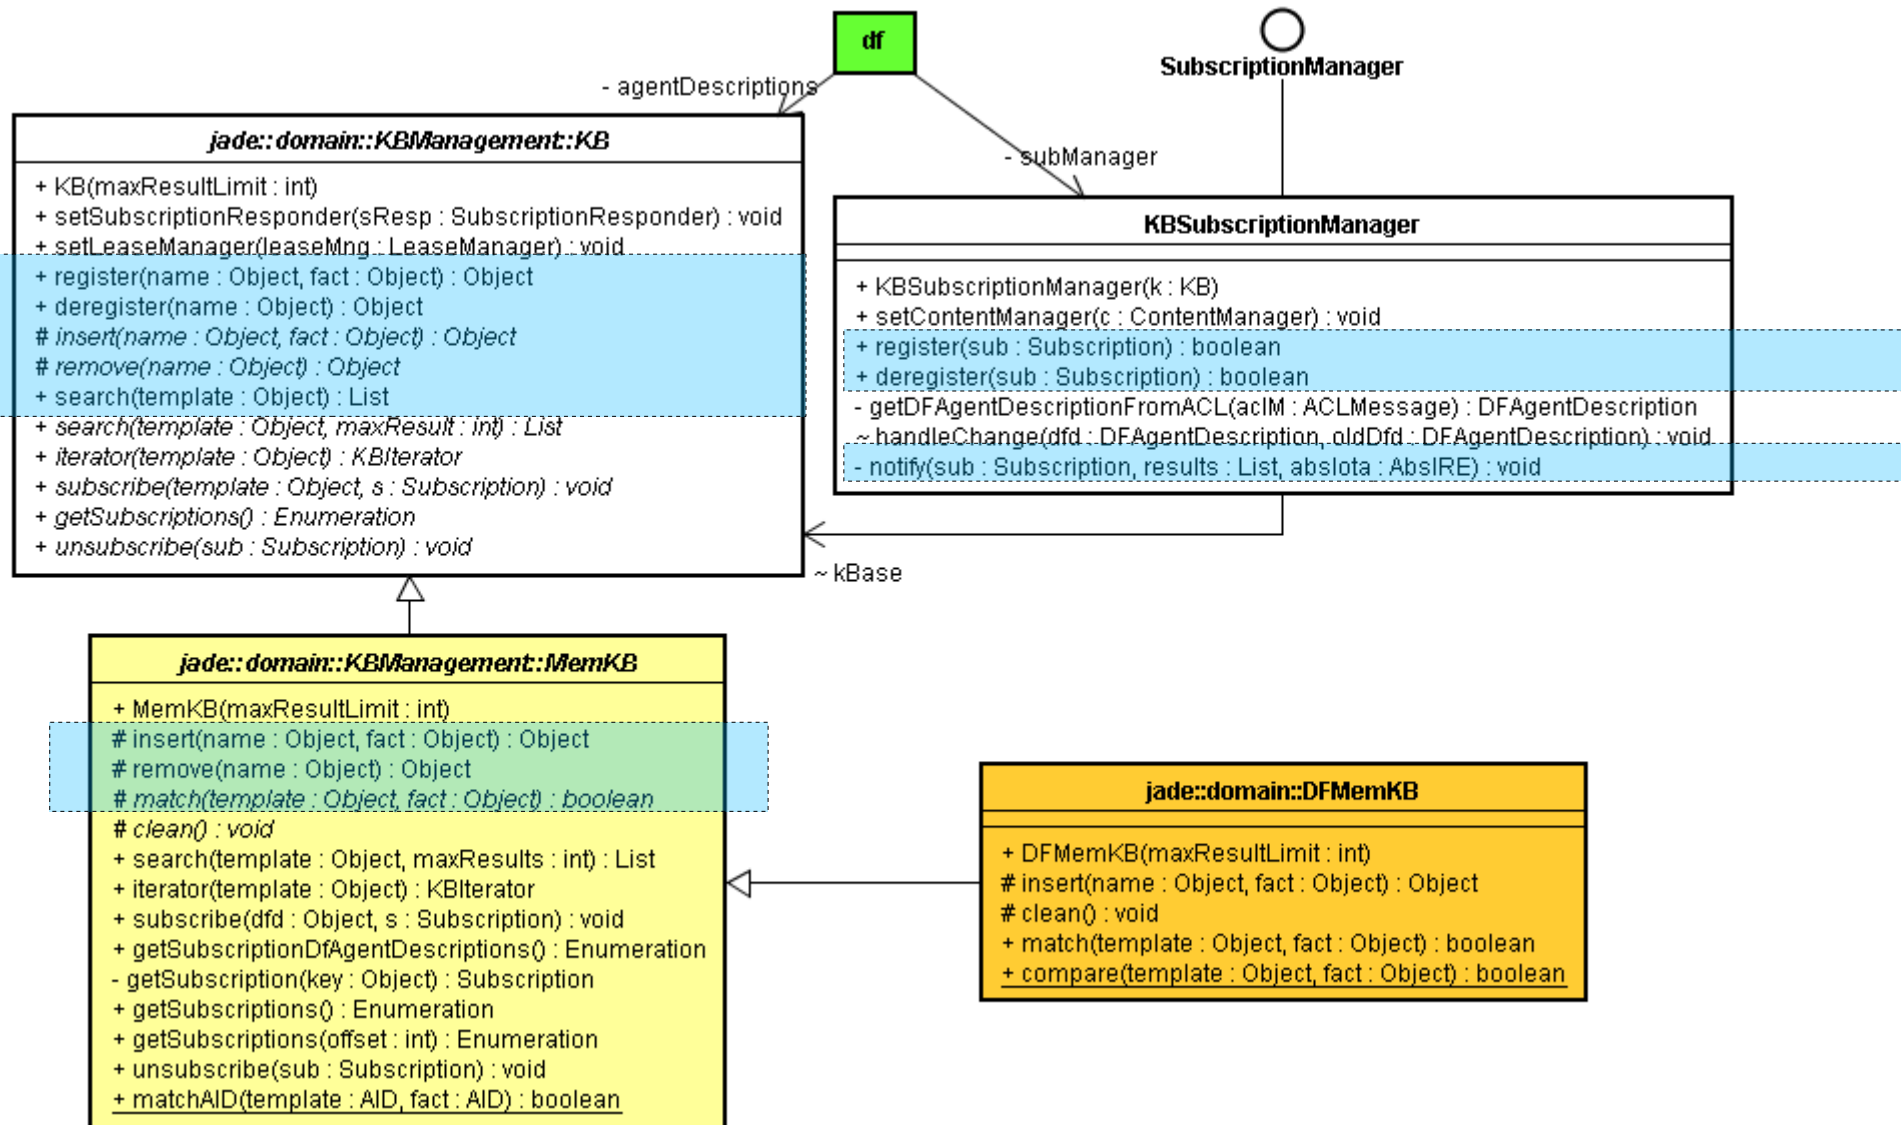 df
SubscriptionManager
- agentDescriptions
- subManager
jade::domain::KBManagement::KB
+ KB(maxResultLimit : int)
+ setSubscriptionResponder(sResp : SubscriptionResponder) : void
+ setLeaseManager(leaseMng : LeaseManager) : void
+ register(name : Object, fact : Object) : Object
+ deregister(name : Object) : Object
# insert(name : Object, fact : Object) : Object
# remove(name : Object) : Object
+ search(template : Object) : List
+ search(template : Object, maxResult : int) : List
+ iterator(template : Object) : KBIterator
+ subscribe(template : Object, s : Subscription) : void
+ getSubscriptions() : Enumeration
+ unsubscribe(sub : Subscription) : void
KBSubscriptionManager
+ KBSubscriptionManager(k : KB)
+ setContentManager(c : ContentManager) : void
+ register(sub : Subscription) : boolean
+ deregister(sub : Subscription) : boolean
- getDFAgentDescriptionFromACL(aclM : ACLMessage) : DFAgentDescription
~ handleChange(dfd : DFAgentDescription, oldDfd : DFAgentDescription) : void
- notify(sub : Subscription, results : List, absIota : AbsIRE) : void
~ kBase
jade::domain::KBManagement::MemKB
+ MemKB(maxResultLimit : int)
# insert(name : Object, fact : Object) : Object
# remove(name : Object) : Object
# match(template : Object, fact : Object) : boolean
# clean() : void
+ search(template : Object, maxResults : int) : List
+ iterator(template : Object) : KBIterator
+ subscribe(dfd : Object, s : Subscription) : void
+ getSubscriptionDfAgentDescriptions() : Enumeration
- getSubscription(key : Object) : Subscription
+ getSubscriptions() : Enumeration
+ getSubscriptions(offset : int) : Enumeration
+ unsubscribe(sub : Subscription) : void
+ matchAID(template : AID, fact : AID) : boolean
jade::domain::DFMemKB
+ DFMemKB(maxResultLimit : int)
# insert(name : Object, fact : Object) : Object
# clean() : void
+ match(template : Object, fact : Object) : boolean
+ compare(template : Object, fact : Object) : boolean